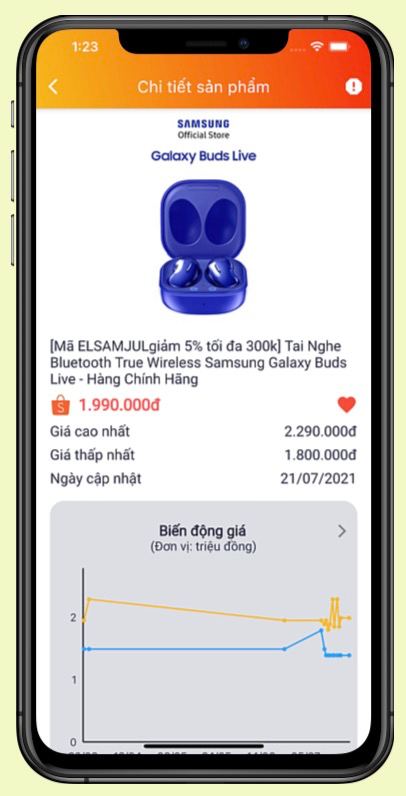 1:23
Chi tiết sản phẩm
SAMSUNG
Official Store
Galaxy Buds Live
[Mã ELSAMJULgiảm 5% tối đa 300k] Tai Nghe
Bluetooth True Wireless Samsung Galaxy Buds
Live - Hàng Chính Hãng
1.990.000đ
Giá cao nhất 2.290.000đ
Giá thấp nhất 1.800.000đ
Ngày cập nhật 21/07/2021
Biến động giá
(Đơn vị: triệu đồng)
2
1
0